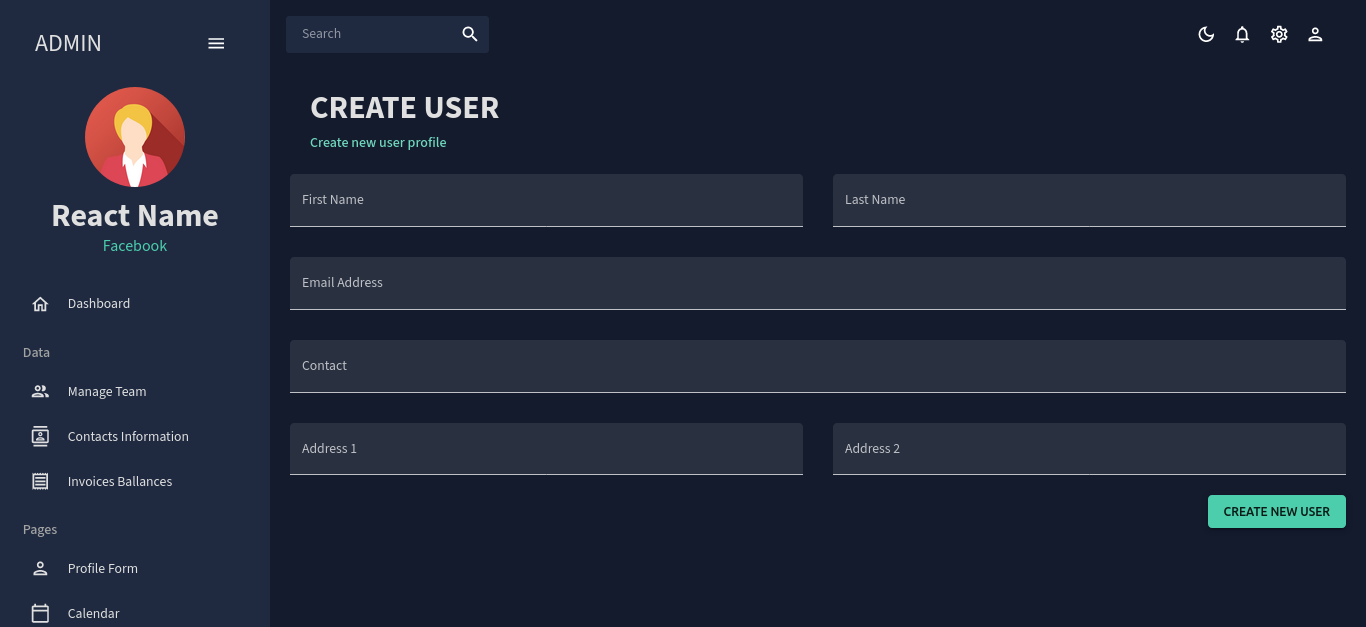 ADMIN
React Name
Facebook
Dashboard
Data
Manage Team
Contacts Information
Invoices Ballances
Pages
Profile Form
Calendar
Search
CREATE USER
Create new user profile
First Name
Last Name
Email Address
Contact
Address 1
Address 2
CREATE NEW USER